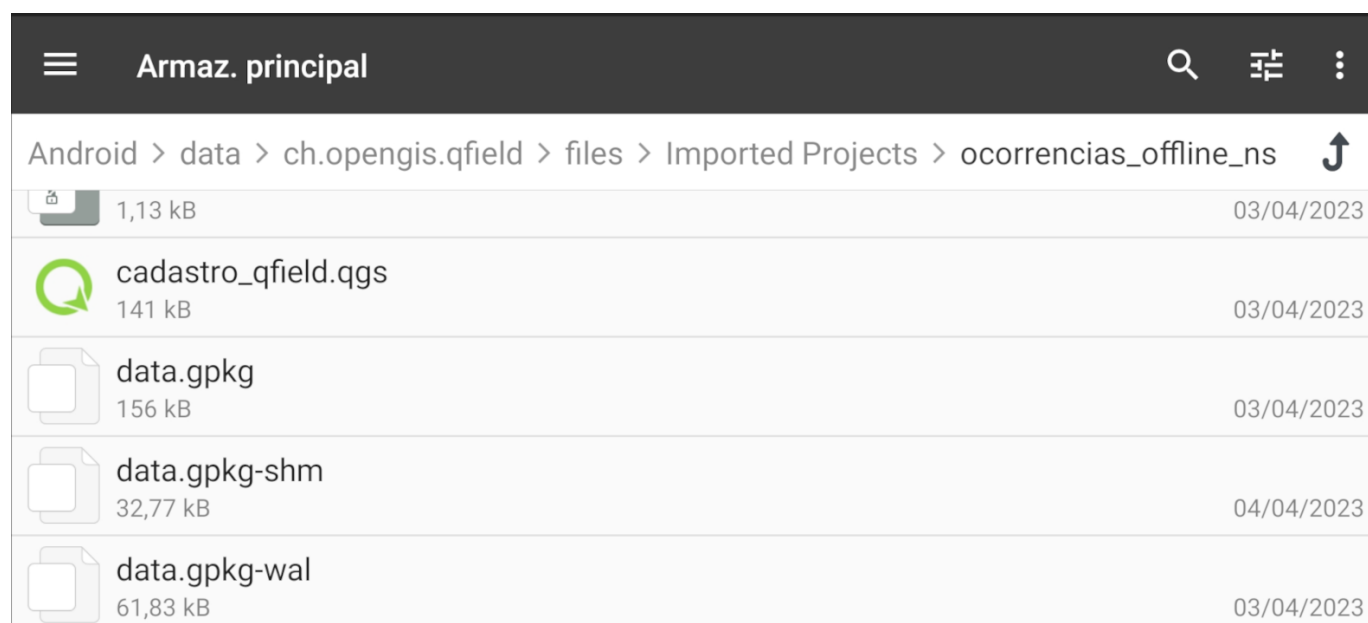 Armaz. principal
Android > data > ch.opengis.qfield > files > Imported Projects > ocorrencias_offline_ns
1,13 kB 03/04/2023
cadastro_qfield.qgs
141 kB 03/04/2023
data.gpkg
156 kB 03/04/2023
data.gpkg-shm
32,77 kB 04/04/2023
data.gpkg-wal
61,83 kB 03/04/2023